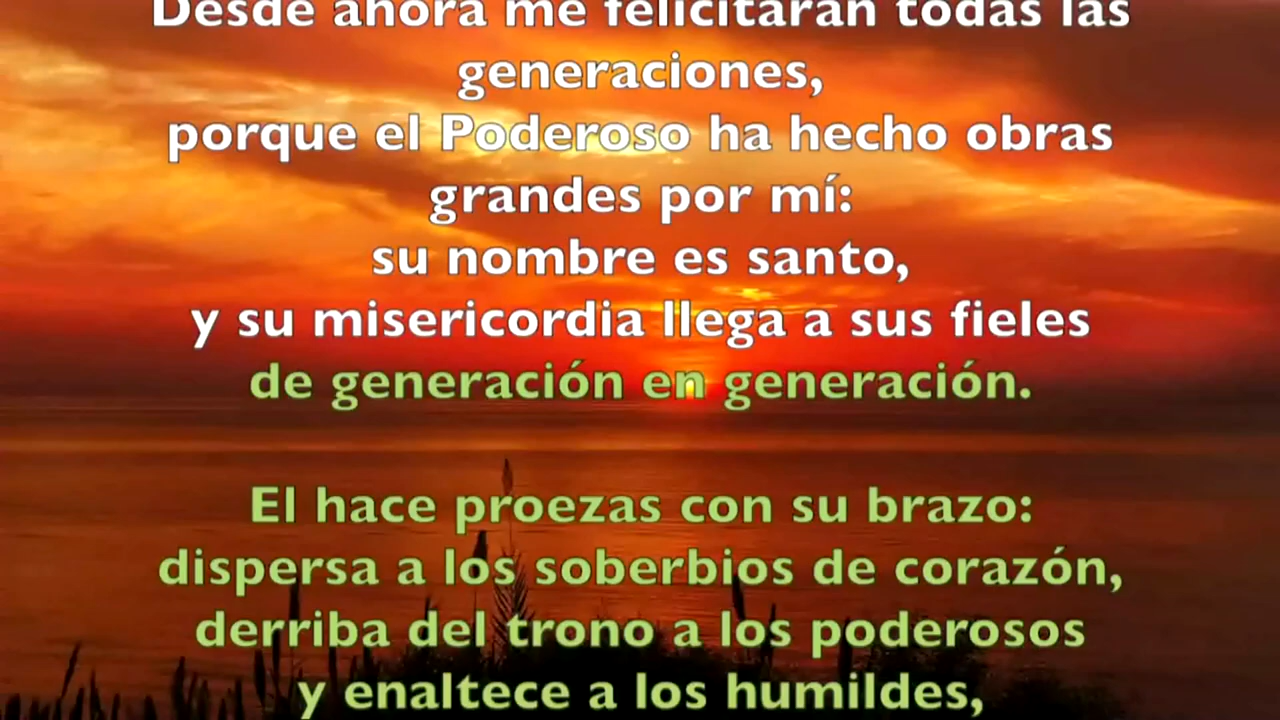 Desde ahora me felicitarán todas las
generaciones,
porque el Poderoso ha hecho obras
grandes por mí:
su nombre es santo,
y su misericordia llega a sus fieles
de generación en generación.
El hace proezas con su brazo:
dispersa a los soberbios de corazón,
derriba del trono a los poderosos
y enaltece a los humildes,